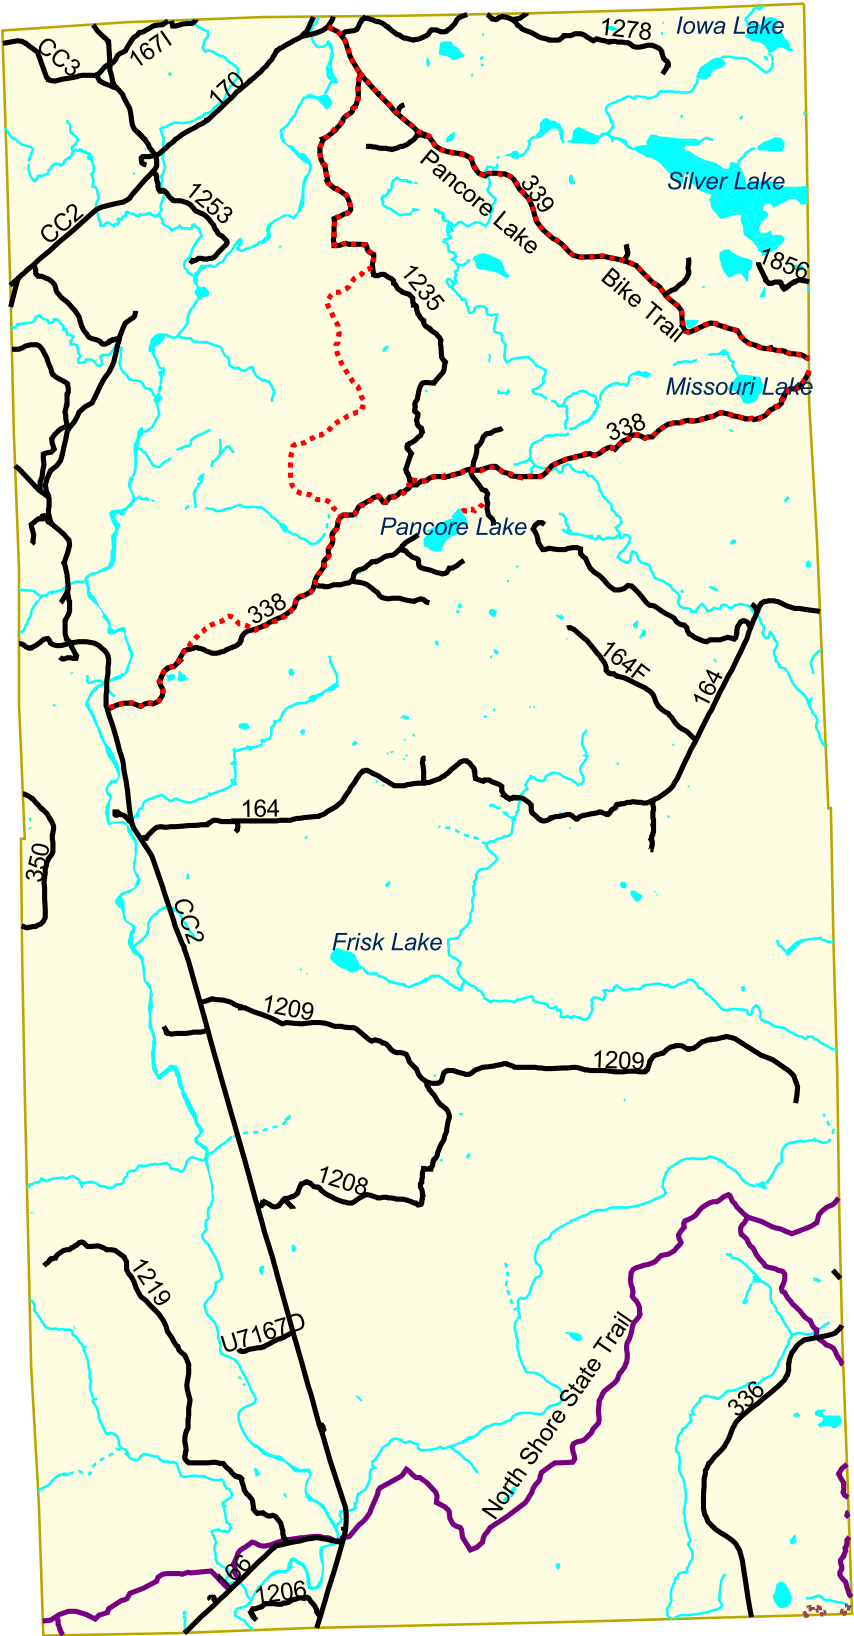 1278
Iowa Lake
CC3
167I
170
Silver Lake
Pancore Lake
339
1253
CC2
1856
1235
Bike Trail
Missouri Lake
338
Pancore Lake
338
164F
164
164
350
CC2
Frisk Lake
1209
1209
1208
1219
U7167D
North Shore State Trail
336
166
1206